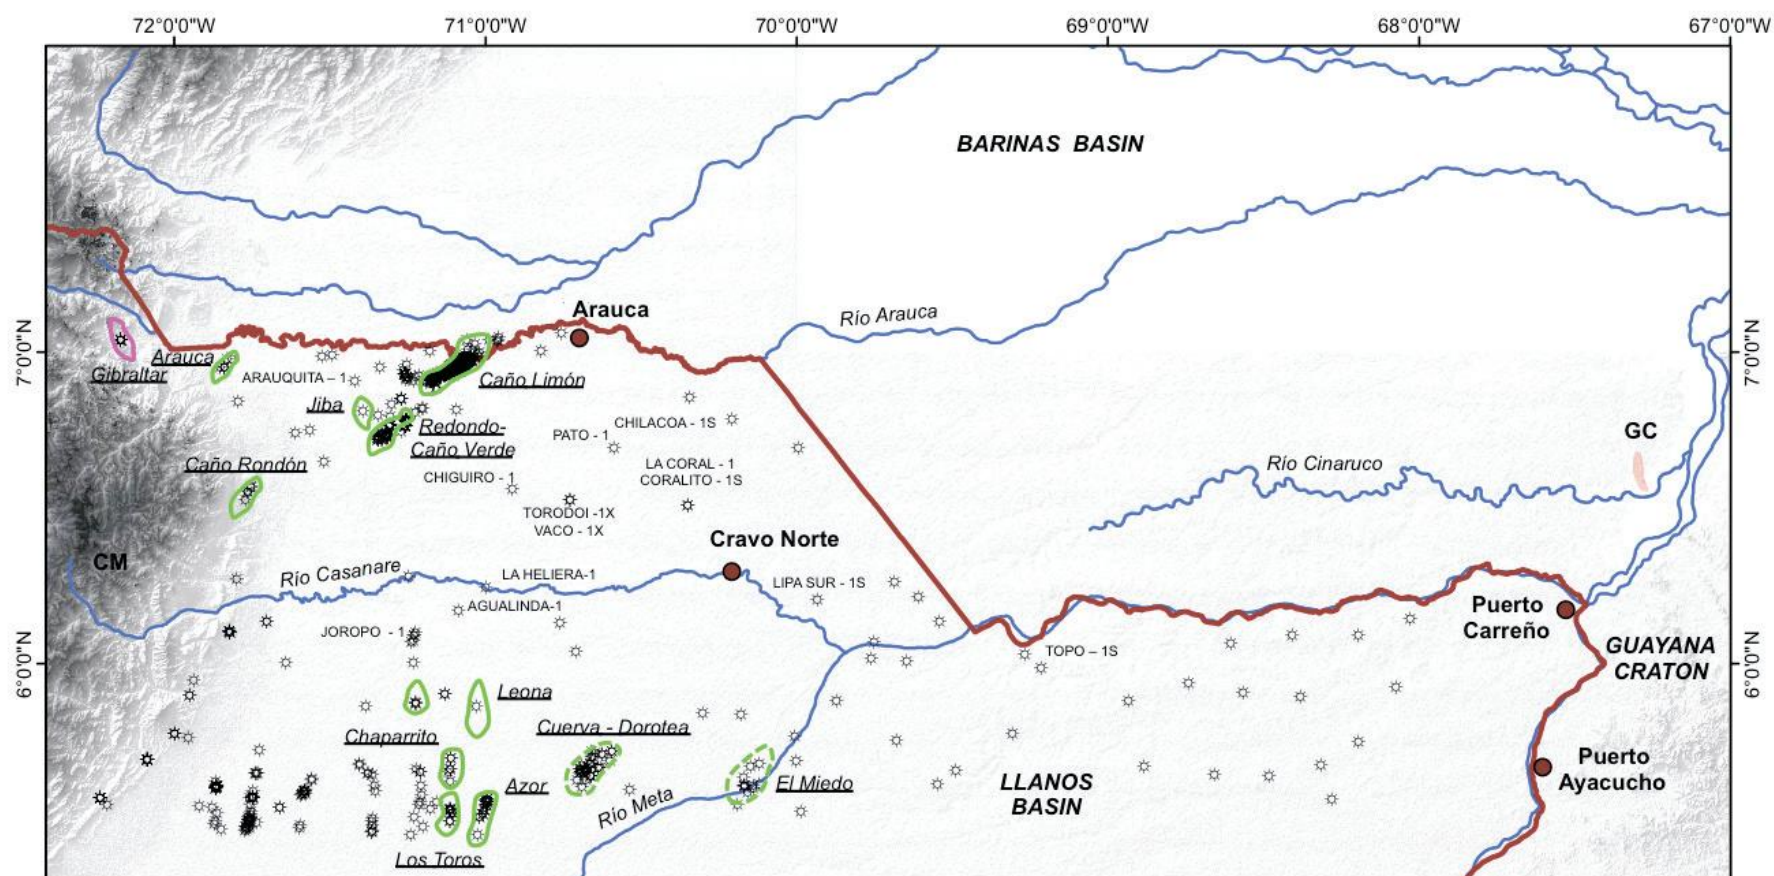 72°0'0"W
71°0'0"W
70°0'0"W
69°0'0"W
68°0'0"W
67°0'0"W
BARINAS BASIN
Arauca
Río Arauca
7°0'0"N
7°0'0"N
Arauca
Gibraltar
ARAUQUITA – 1
Caño Limón
Jiba
Redondo-
Caño Verde
CHILACOA - 1S
PATO - 1
GC
Caño Rondón
CHIGUIRO - 1
LA CORAL - 1
CORALITO - 1S
Río Cinaruco
TORODOI -1X
VACO - 1X
Cravo Norte
CM
Río Casanare
LA HELIERA-1
LIPA SUR - 1S
AGUALINDA-1
JOROPO - 1
Puerto
Carreño
TOPO – 1S
6°0'0"N
6°0'0"N
GUAYANA
CRATON
Leona
Chaparrito
Cuerva - Dorotea
Azor
El Miedo
Río Meta
LLANOS
BASIN
Puerto
Ayacucho
Los Toros